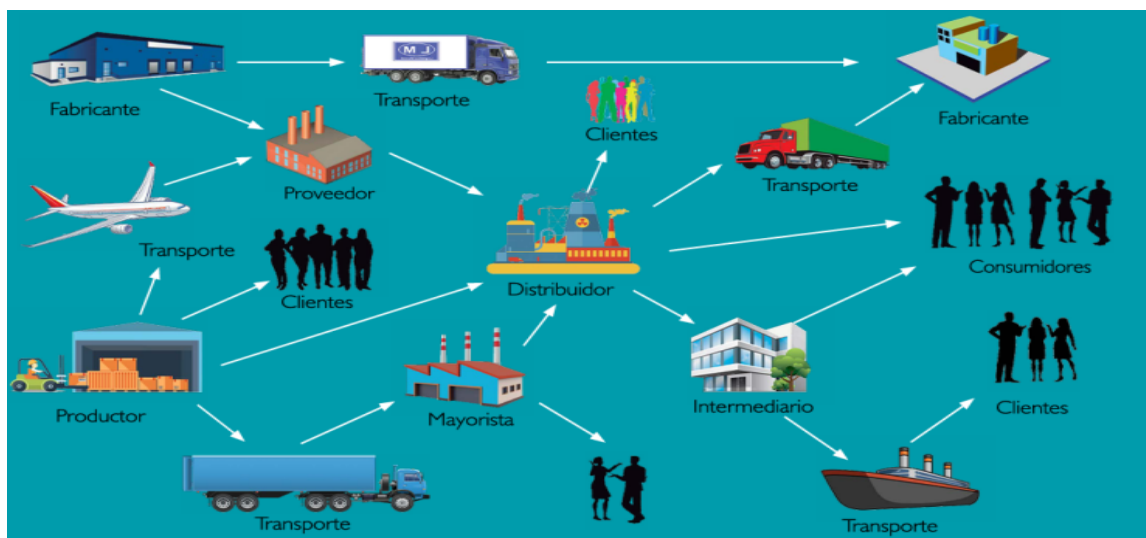 M J
Fabricante
Transporte
Clientes
Fabricante
Proveedor
Transporte
Transporte
Clientes
Distribuidor
Consumidores
Productor
Mayorista
Intermediario
Clientes
Transporte
Transporte